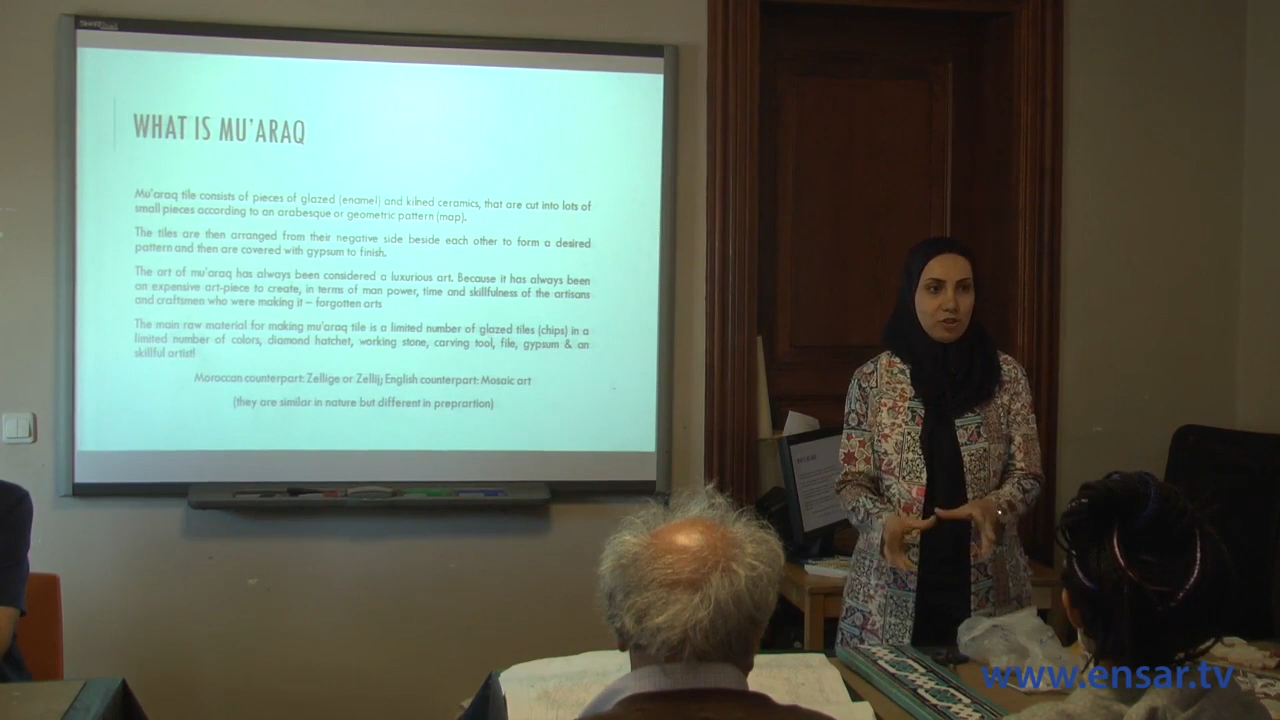 WHAT IS MU'ARAQ
Mu'araq tile consists of pieces of glazed (enamel) and kilned ceramics, that are cut into lots of
small pieces according to an arabesque or geometric pattern (map).
The tiles are then arranged from their negative side beside each other to form a desired
pattern and then are covered with gypsum to finish.
The art of mu'araq has always been considered a luxurious art. Because it has always been
an expensive art-piece to create, in terms of man power, time and skillfulness of the artisans
and craftsmen who were making it – forgotten arts
The main raw material for making mu'araq tile is a limited number of glazed tiles (chips) in a
limited number of colors, diamond hatchet, working stone, carving tool, file, gypsum & an
skillful artist!
Moroccan counterpart: Zellige or Zellij; English counterpart: Mosaic art
(they are similar in nature but different in prepration)
www.ensar.tv